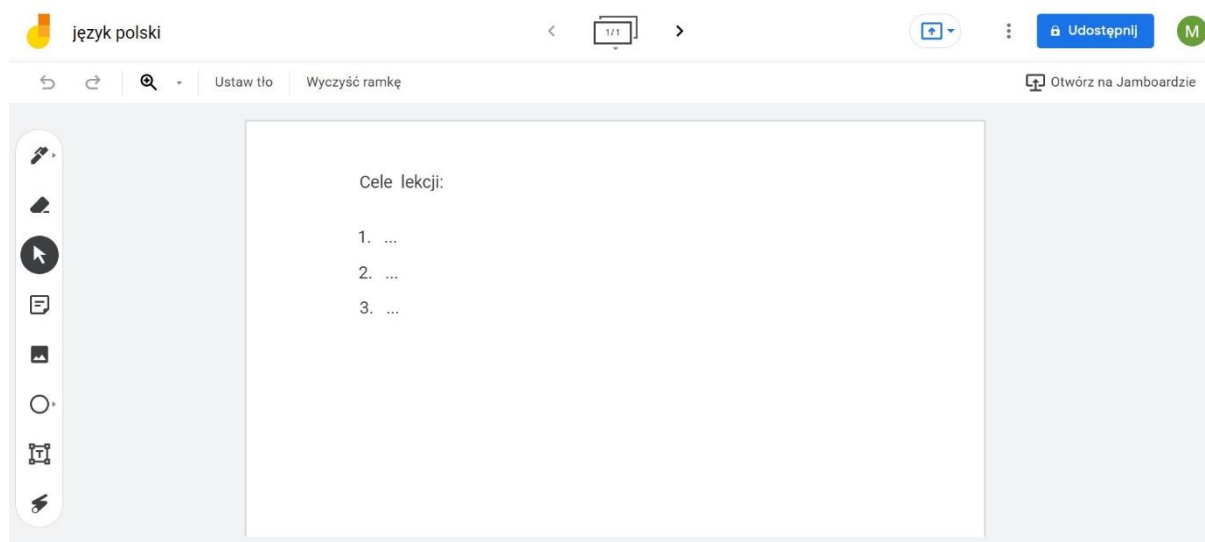 język polski
1/1
Udostępnij
M
Ustaw tło
Wyczyść ramkę
Otwórz na Jamboardzie
Cele lekcji:
1. ...
2. ...
3. ...
T